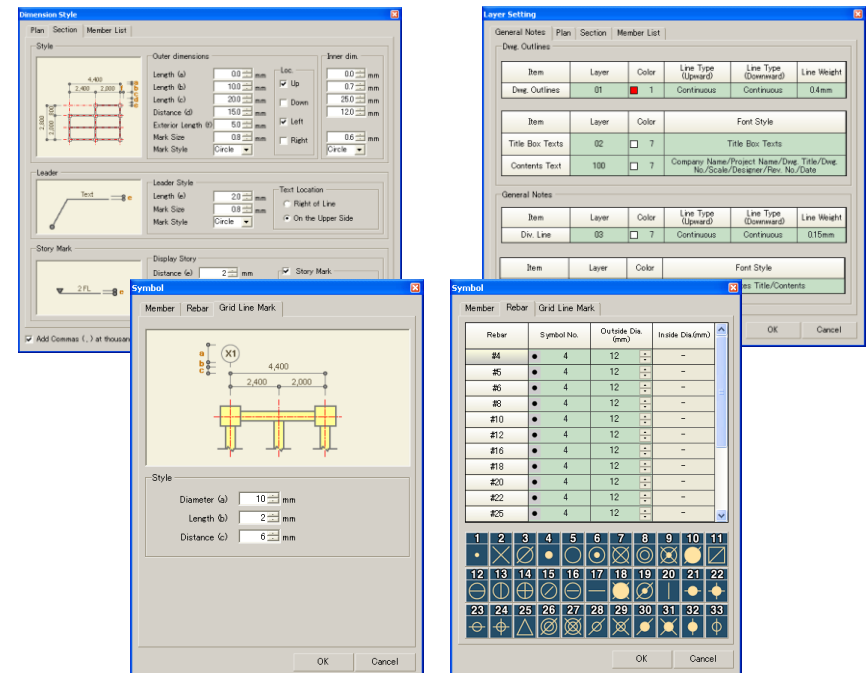 Dimension Style
Plan Section Member List
Style
4,400
2,400 2,000
2,000
2,000
Outer dimensions
Length (a) 0.0 mm
Length (b) 10.0 mm
Length (c) 20.0 mm
Distance (d) 15.0 mm
Exterior Length (f) 5.0 mm
Mark Size 0.8 mm
Mark Style Circle
Loc.
Up
Down
Left
Right
Inner dim.
0.0 mm
0.7 mm
25.0 mm
12.0 mm
0.6 mm
Circle
Leader
Text e
Leader Style
Length (e) 2.0 mm
Mark Size 0.8 mm
Mark Style Circle
Text Location
Right of Line
On the Upper Side
Story Mark
2 FL. e
Display Story
Distance (e) 2 mm
Story Mark
Add Commas (,) at thousan
Layer Setting
General Notes Plan Section Member List
Dwg. Outlines
Item Layer Color Line Type (Upward) Line Type (Downward) Line Weight
Dwg. Outlines 01 1 Continuous Continuous 0.4mm
Item Layer Color Font Style
Title Box Texts 02 7 Title Box Texts
Contents Text 100 7 Company Name/Project Name/Dwg. Title/Dwg.
No./Scale/Designer/Rev. No./Date
General Notes
Item Layer Color Line Type (Upward) Line Type (Downward) Line Weight
Div. Line 03 7 Continuous Continuous 0.15mm
Item Layer Color Font Style
es Title/Contents
OK Cancel
Symbol
Member Rebar Grid Line Mark
a
b
c
X1
4,400
2,400 2,000
Style
Diameter (a) 10 mm
Length (b) 2 mm
Distance (c) 6 mm
OK Cancel
Symbol
Member Rebar Grid Line Mark
Rebar Symbol No. Outside Dia. (mm) Inside Dia.(mm)
#4 4 12 -
#5 4 12 -
#6 4 12 -
#8 4 12 -
#10 4 12 -
#12 4 12 -
#16 4 12 -
#18 4 12 -
#20 4 12 -
#22 4 12 -
#25 4 12 -
1 2 3 4 5 6 7 8 9 10 11
12 13 14 15 16 17 18 19 20 21 22
23 24 25 26 27 28 29 30 31 32 33
OK Cancel